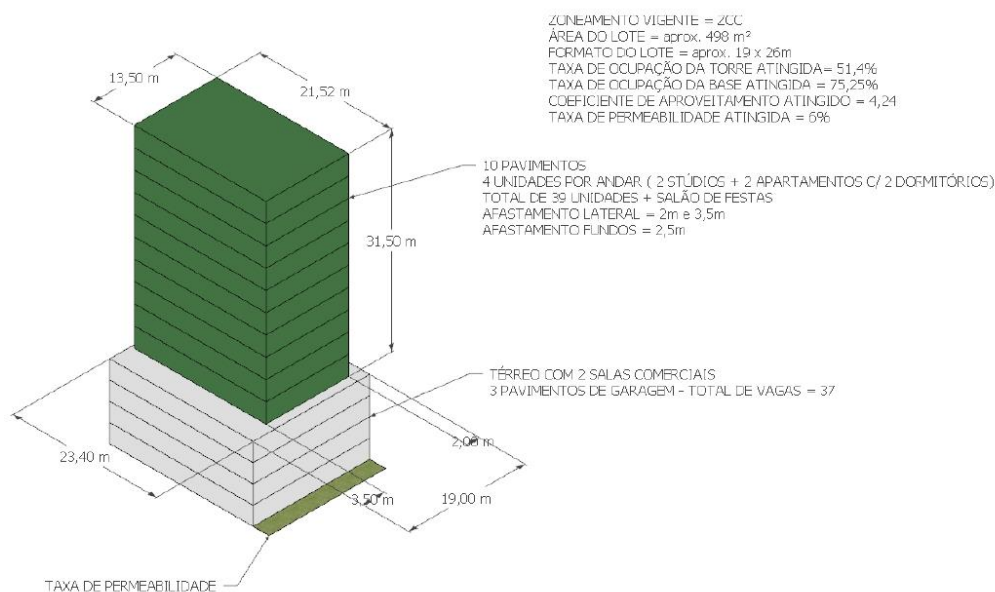 ZONEAMENTO VIGENTE = ZCC
ÁREA DO LOTE = aprox. 498 m²
FORMATO DO LOTE = aprox. 19 x 26m
TAXA DE OCUPAÇÃO DA TORRE ATINGIDA= 51,4%
TAXA DE OCUPAÇÃO DA BASE ATINGIDA = 75,25%
COEFICIENTE DE APROVEITAMENTO ATINGIDO = 4,24
TAXA DE PERMEABILIDADE ATINGIDA = 6%
13,50 m
21,52 m
10 PAVIMENTOS
4 UNIDADES POR ANDAR ( 2 STÚDIOS + 2 APARTAMENTOS C/ 2 DORMITÓRIOS)
TOTAL DE 39 UNIDADES + SALÃO DE FESTAS
AFASTAMENTO LATERAL = 2m e 3,5m
AFASTAMENTO FUNDOS = 2,5m
31,50 m
TÉRREO COM 2 SALAS COMERCIAIS
3 PAVIMENTOS DE GARAGEM - TOTAL DE VAGAS = 37
2,00 m
23,40 m
3,50 m
19,00 m
TAXA DE PERMEABILIDADE